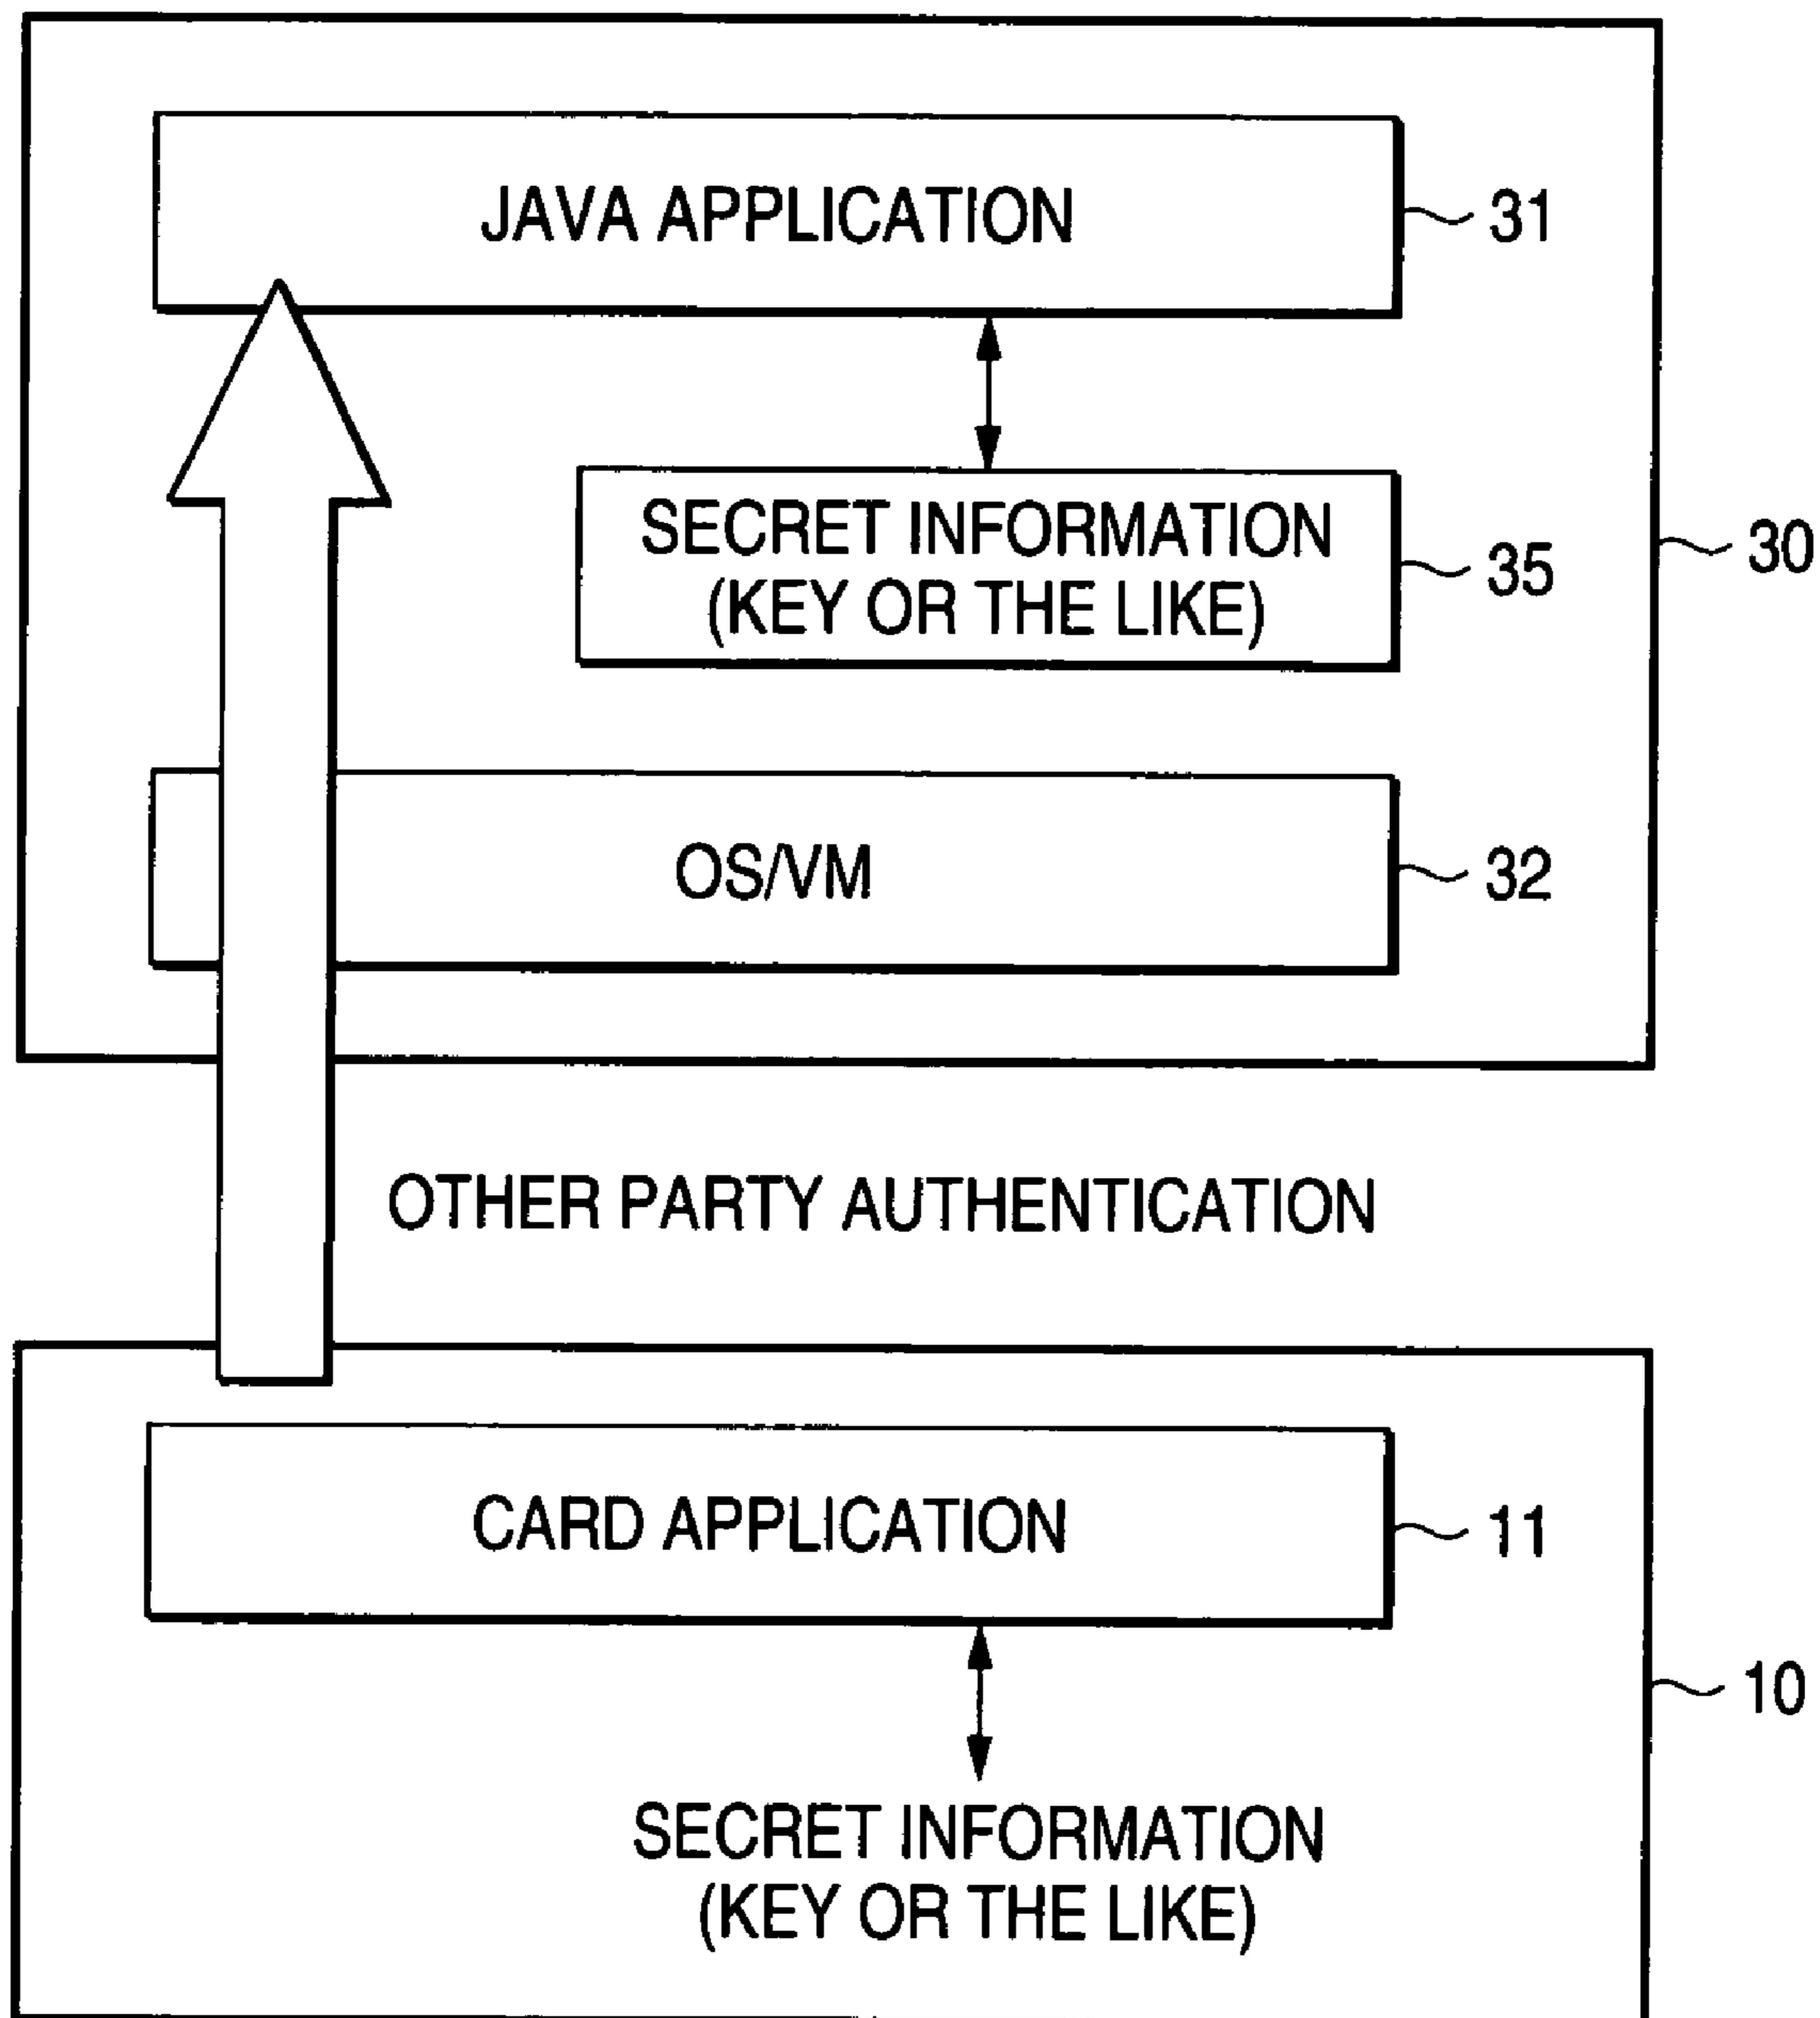 JAVA APPLICATION
31
SECRET INFORMATION
(KEY OR THE LIKE)
35
30
OS/VM
32
OTHER PARTY AUTHENTICATION
CARD APPLICATION
11
10
SECRET INFORMATION
(KEY OR THE LIKE)